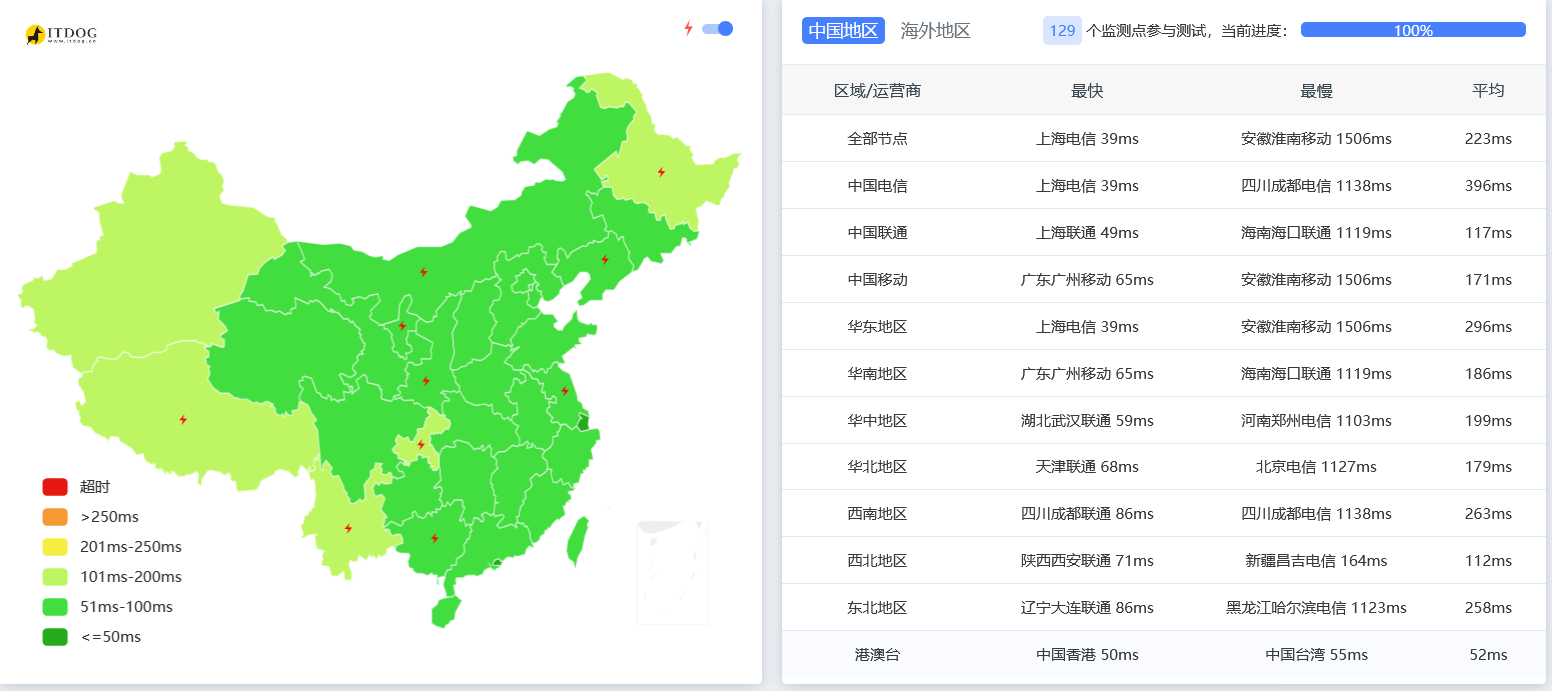 ITDOG
www.itdog.cn
超时
>250ms
201ms-250ms
101ms-200ms
51ms-100ms
<=50ms
中国地区 海外地区 129 个监测点参与测试，当前进度： 100%
区域/运营商 最快 最慢 平均
全部节点 上海电信 39ms 安徽淮南移动 1506ms 223ms
中国电信 上海电信 39ms 四川成都电信 1138ms 396ms
中国联通 上海联通 49ms 海南海口联通 1119ms 117ms
中国移动 广东广州移动 65ms 安徽淮南移动 1506ms 171ms
华东地区 上海电信 39ms 安徽淮南移动 1506ms 296ms
华南地区 广东广州移动 65ms 海南海口联通 1119ms 186ms
华中地区 湖北武汉联通 59ms 河南郑州电信 1103ms 199ms
华北地区 天津联通 68ms 北京电信 1127ms 179ms
西南地区 四川成都联通 86ms 四川成都电信 1138ms 263ms
西北地区 陕西西安联通 71ms 新疆昌吉电信 164ms 112ms
东北地区 辽宁大连联通 86ms 黑龙江哈尔滨电信 1123ms 258ms
港澳台 中国香港 50ms 中国台湾 55ms 52ms